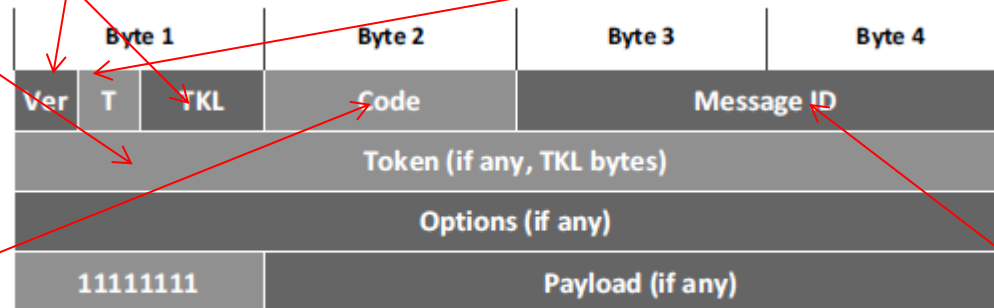 Byte 1 Byte 2 Byte 3 Byte 4
Ver T TKL Code Message ID
Token (if any, TKL bytes)
Options (if any)
11111111 Payload (if any)